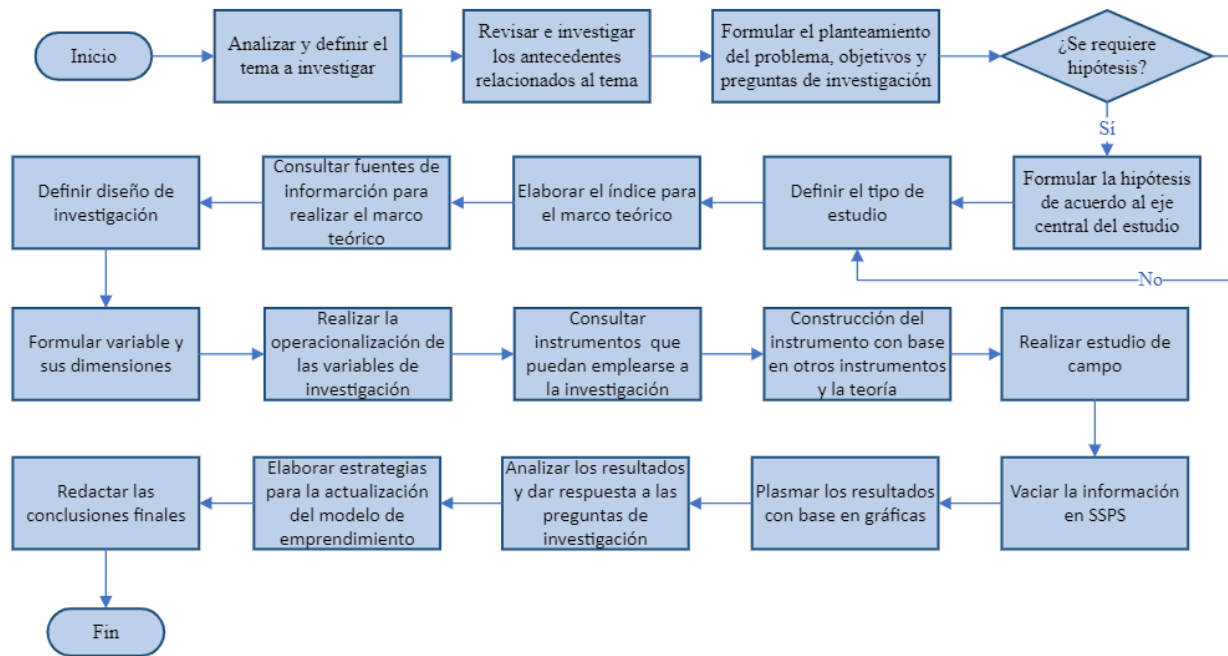 Inicio
Analizar y definir el
tema a investigar
Revisar e investigar
los antecedentes
relacionados al tema
Formular el planteamiento
del problema, objetivos y
preguntas de investigación
¿Se requiere
hipótesis?
Sí
Formular la hipótesis
de acuerdo al eje
central del estudio
No
Definir el tipo de
estudio
Elaborar el índice para
el marco teórico
Consultar fuentes de
informarción para
realizar el marco
teórico
Definir diseño de
investigación
Formular variable y
sus dimensiones
Realizar la
operacionalización de
las variables de
investigación
Consultar
instrumentos que
puedan emplearse a
la investigación
Construcción del
instrumento con base
en otros instrumentos
y la teoría
Realizar estudio de
campo
Vaciar la información
en SSPS
Plasmar los resultados
con base en gráficas
Analizar los resultados
y dar respuesta a las
preguntas de
investigación
Elaborar estrategias
para la actualización
del modelo de
emprendimiento
Redactar las
conclusiones finales
Fin